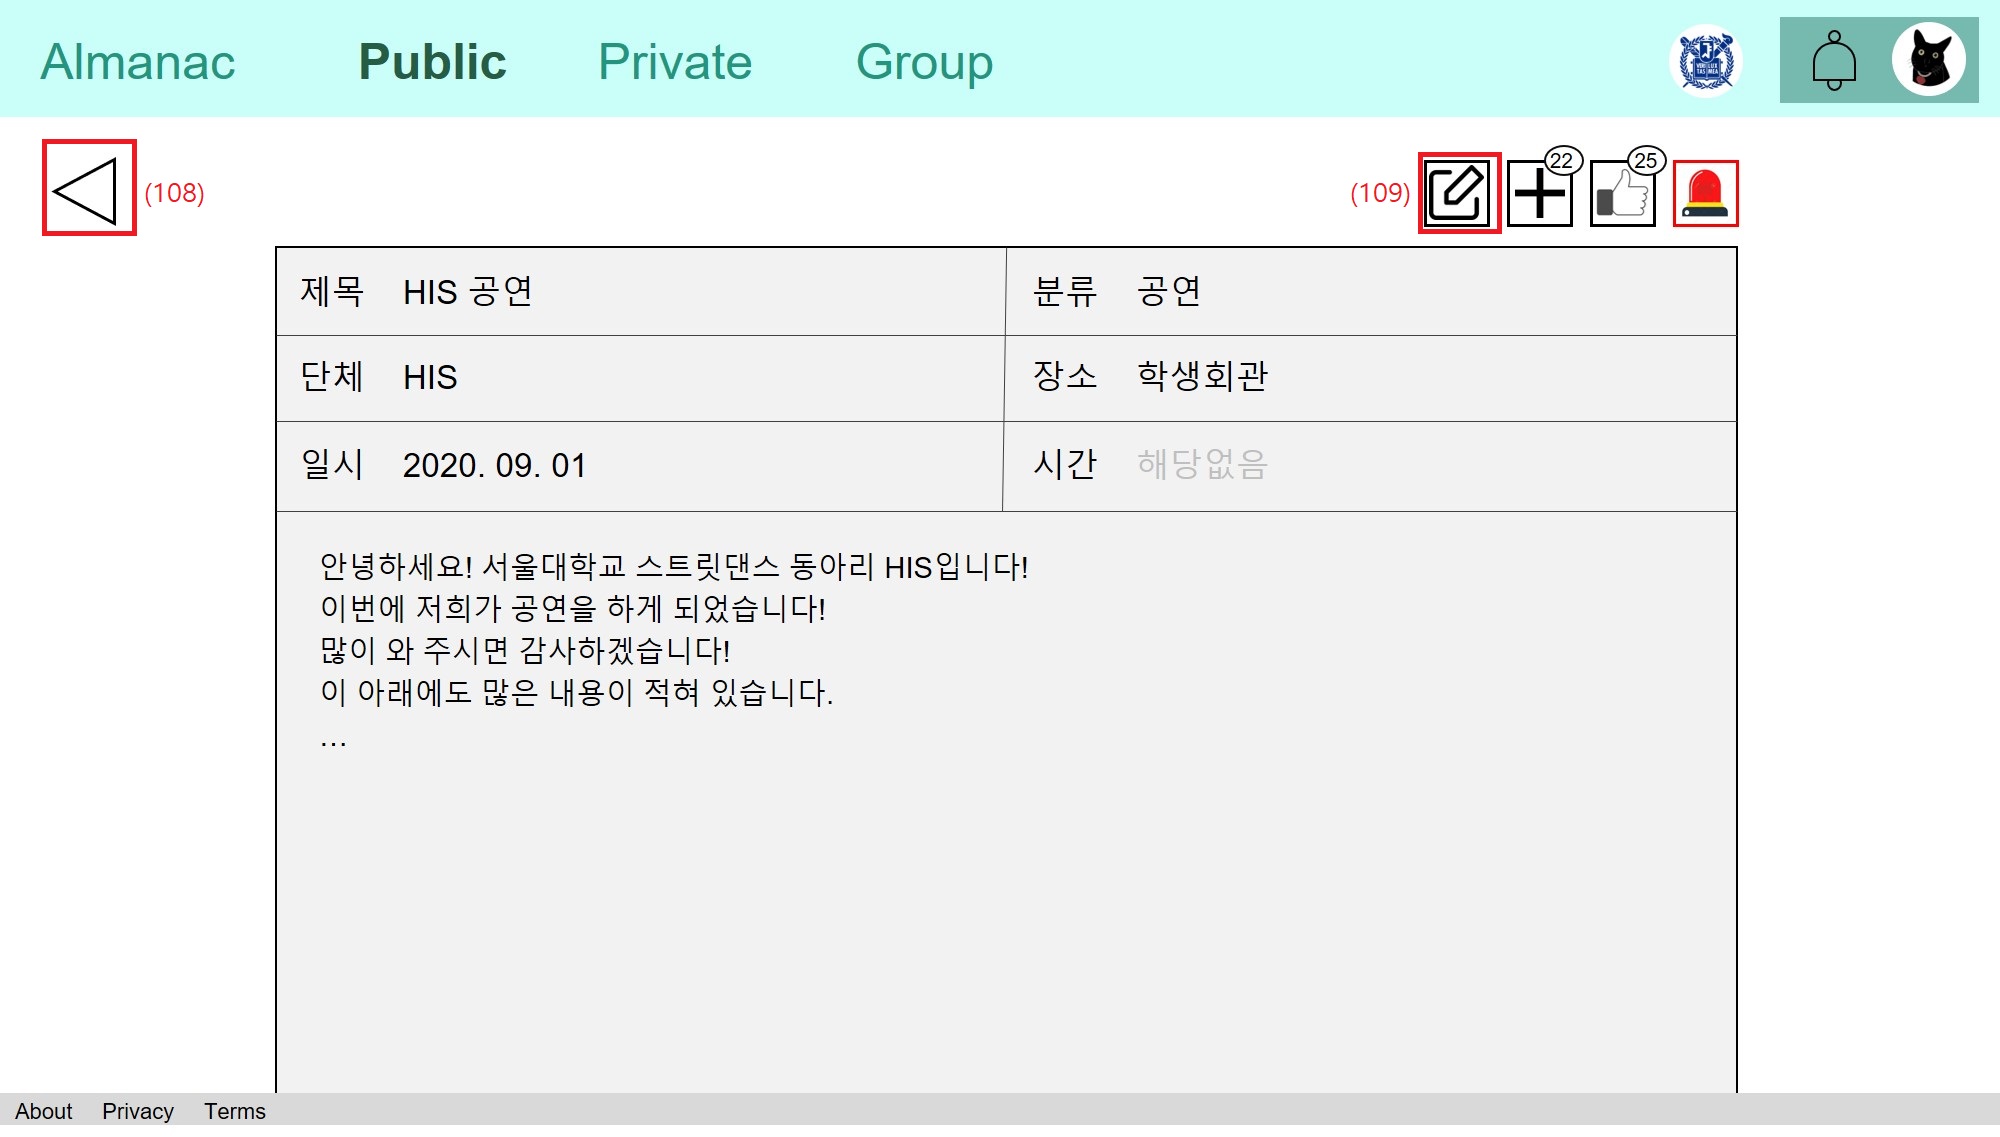 Almanac Public Private Group
(108)
(109) 22 25
제목 HIS 공연 분류 공연
단체 HIS 장소 학생회관
일시 2020. 09. 01 시간 해당없음
안녕하세요! 서울대학교 스트릿댄스 동아리 HIS입니다!
이번에 저희가 공연을 하게 되었습니다!
많이 와 주시면 감사하겠습니다!
이 아래에도 많은 내용이 적혀 있습니다.
…
About Privacy Terms